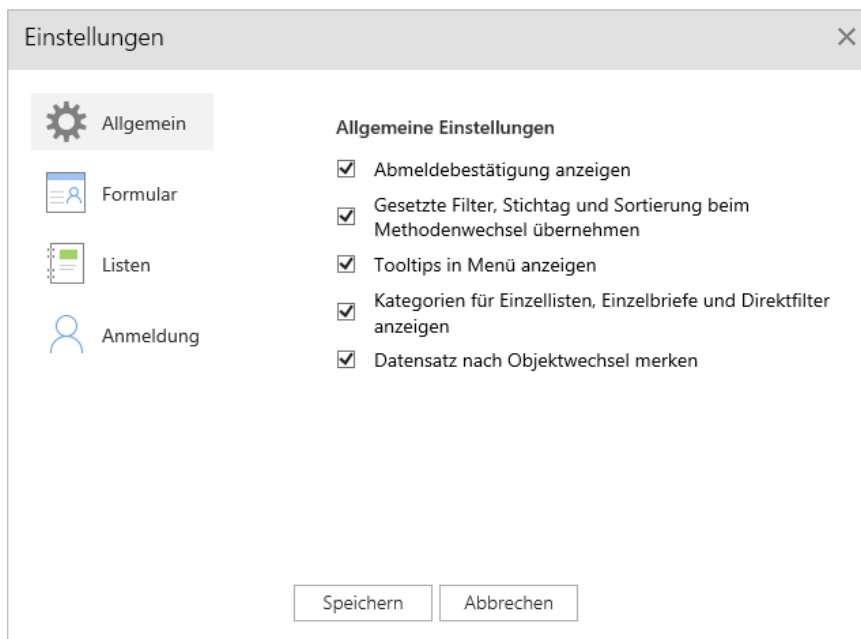 Einstellungen
Allgemein
Formular
Listen
Anmeldung
Allgemeine Einstellungen
Abmeldebestätigung anzeigen
Gesetzte Filter, Stichtag und Sortierung beim
Methodenwechsel übernehmen
Tooltips in Menü anzeigen
Kategorien für Einzellisten, Einzelbriefe und Direktfilter
anzeigen
Datensatz nach Objektwechsel merken
Speichern
Abbrechen